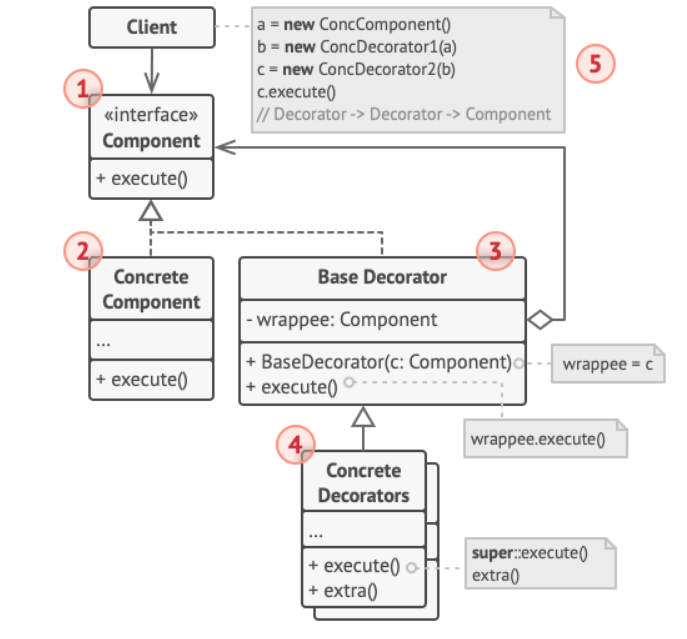 Client
a = new ConcComponent()
b = new ConcDecorator1(a)
c = new ConcDecorator2(b)
c.execute()
// Decorator -> Decorator -> Component
5
1
«interface»
Component
+ execute()
2
Concrete
Component
...
+ execute()
3
Base Decorator
- wrappee: Component
+ BaseDecorator(c: Component)
+ execute()
wrappee = c
wrappee.execute()
4
Concrete
Decorators
...
+ execute()
+ extra()
super::execute()
extra()